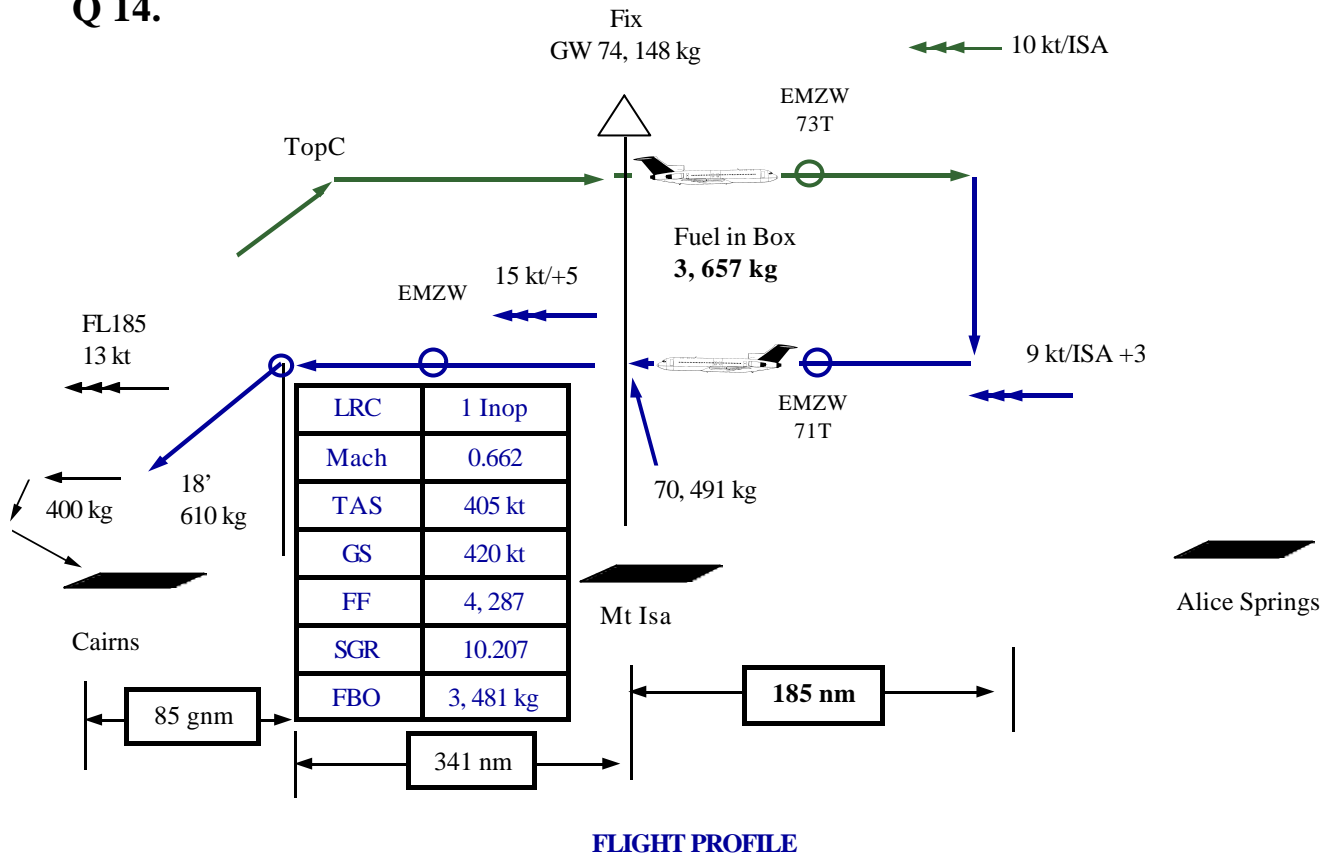 Q 14.
Fix
GW 74, 148 kg
10 kt/ISA
EMZW
73T
TopC
Fuel in Box
3, 657 kg
15 kt/+5
EMZW
FL185
13 kt
9 kt/ISA +3
EMZW
71T
LRC 1 Inop
Mach 0.662
TAS 405 kt
GS 420 kt
FF 4, 287
SGR 10.207
FBO 3, 481 kg
70, 491 kg
18’
610 kg
400 kg
Cairns
Mt Isa
Alice Springs
85 gnm
341 nm
185 nm
FLIGHT PROFILE